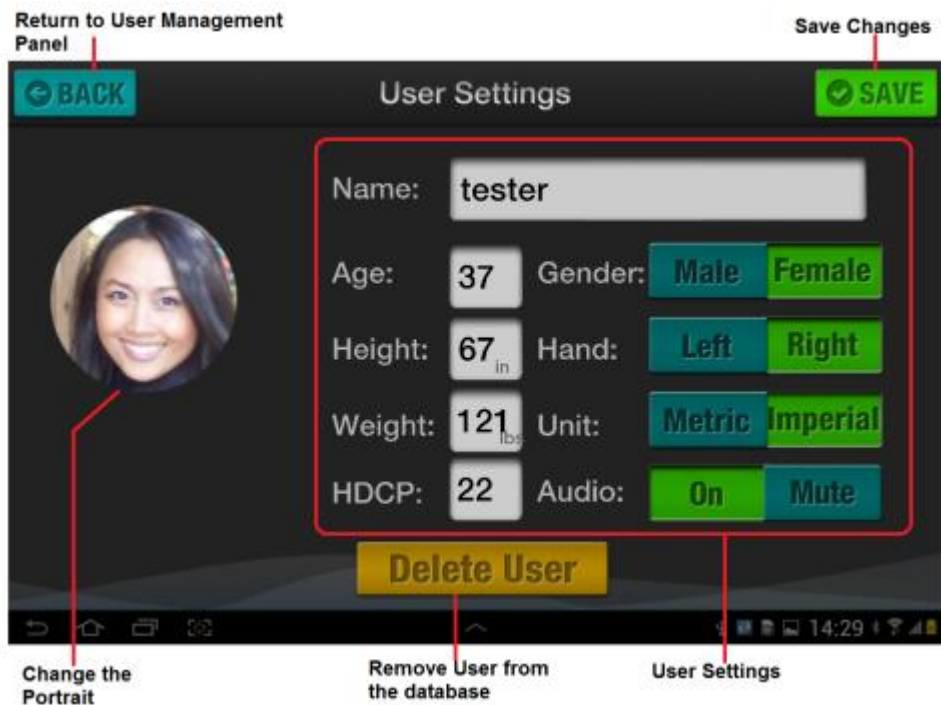 Return to User Management
Panel
Save Changes
BACK
User Settings
SAVE
Name: tester
Age: 37 Gender: Male Female
Height: 67 in Hand: Left Right
Weight: 121 lbs Unit: Metric Imperial
HDCP: 22 Audio: On Mute
Delete User
14:29
Change the
Portrait
Remove User from
the database
User Settings